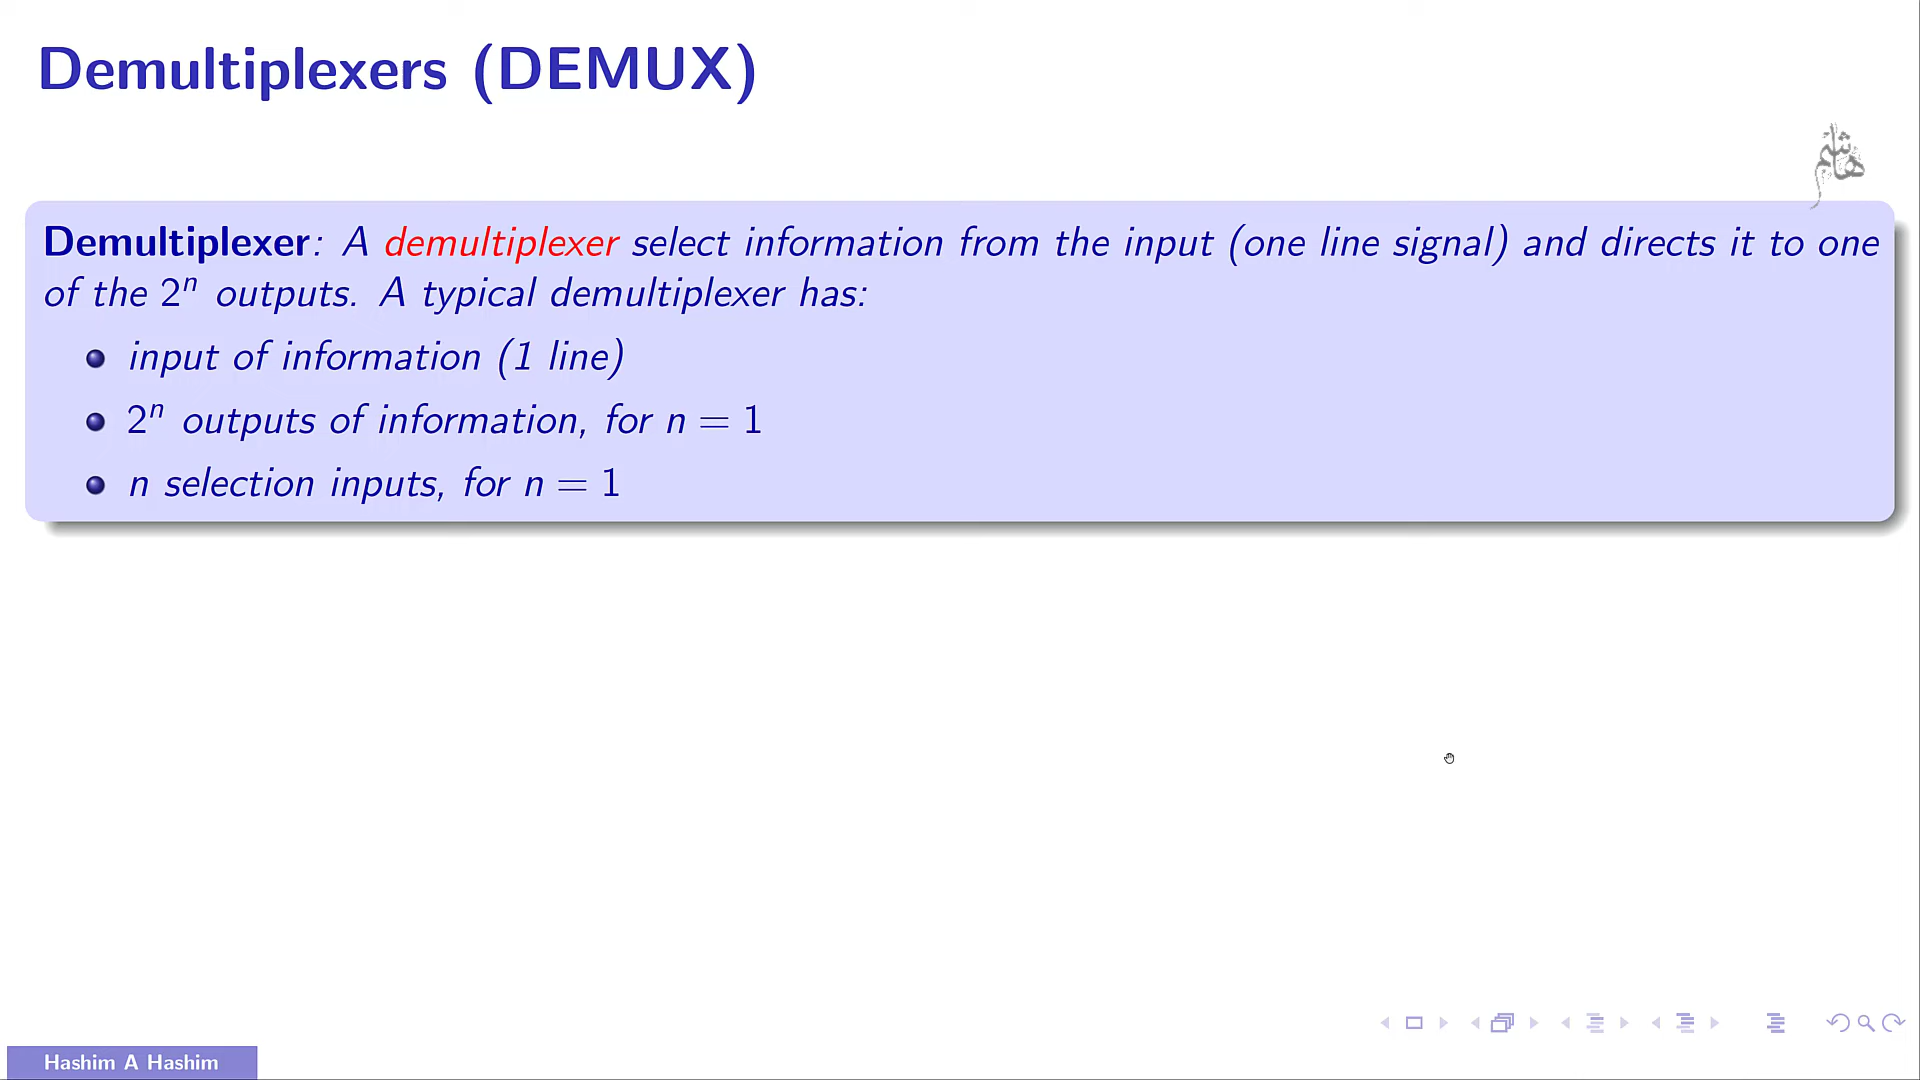 Demultiplexers (DEMUX)
هاشم
Demultiplexer: A demultiplexer select information from the input (one line signal) and directs it to one
of the 2ⁿ outputs. A typical demultiplexer has:
input of information (1 line)
2ⁿ outputs of information, for n = 1
n selection inputs, for n = 1
Hashim A Hashim